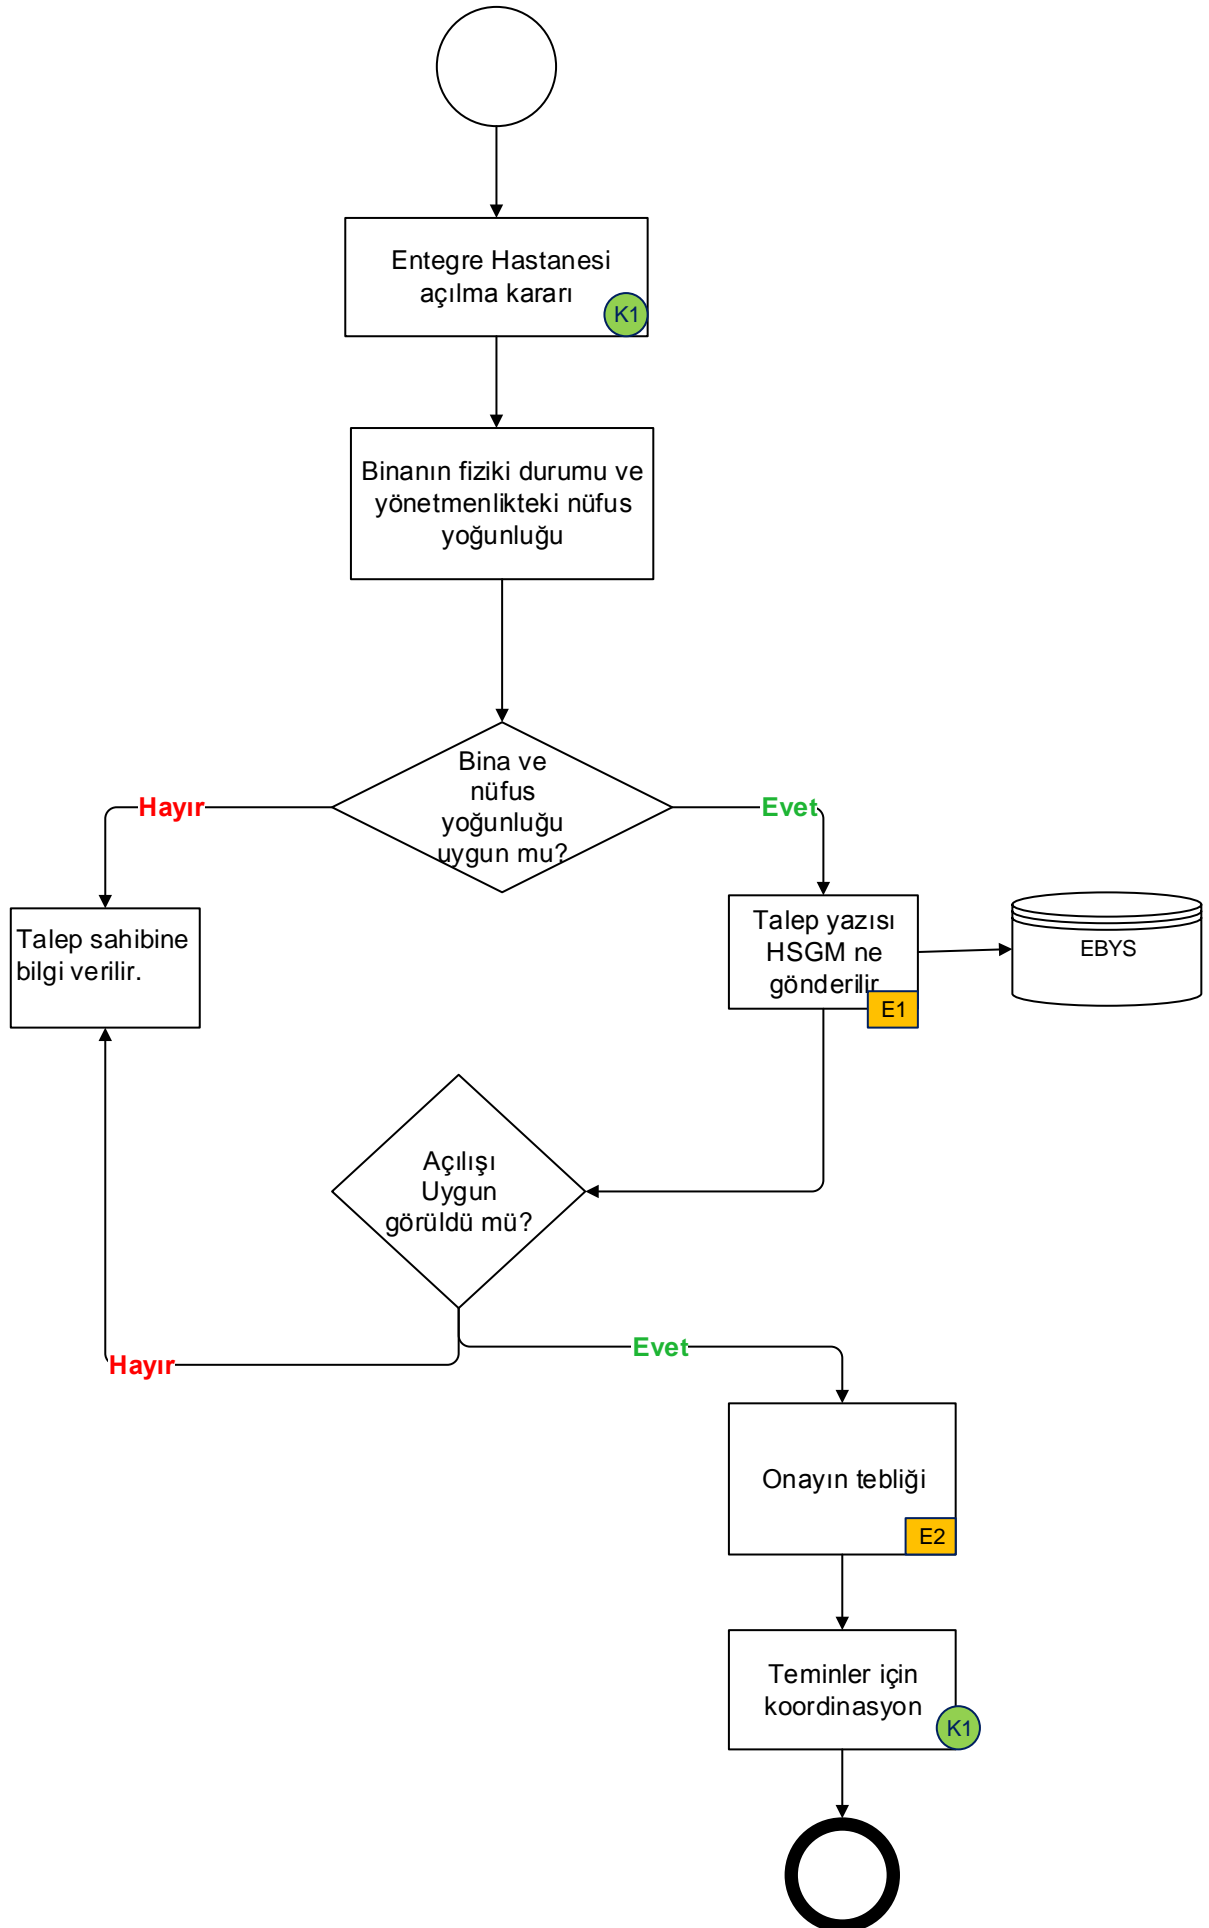 Entegre Hastanesi
açılma kararı
K1
Binanın fiziki durumu ve
yönetmenlikteki nüfus
yoğunluğu
Bina ve
nüfus
yoğunluğu
uygun mu?
Hayır
Evet
Talep sahibine
bilgi verilir.
Talep yazısı
HSGM ne
gönderilir
E1
EBYS
Açılışı
Uygun
görüldü mü?
Hayır
Evet
Onayın tebliği
E2
Teminler için
koordinasyon
K1